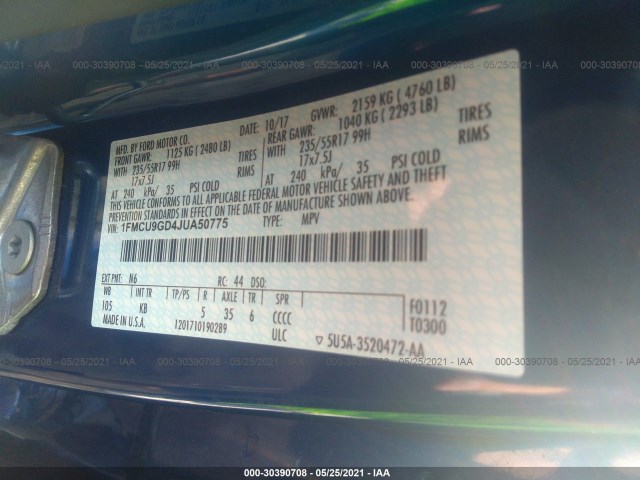 000-30390708 - 05/25/2021 - IAA
MFD. BY FORD MOTOR CO. DATE: 10/17 GVWR: 2159 KG ( 4760 LB)
FRONT GAWR: 1125 KG ( 2480 LB) REAR GAWR: 1040 KG ( 2293 LB)
WITH 235/55R17 99H TIRES WITH 235/55R17 99H TIRES
17x7.5J RIMS 17x7.5J RIMS
AT 240 kPa/ 35 PSI COLD AT 240 kPa/ 35 PSI COLD
THIS VEHICLE CONFORMS TO ALL APPLICABLE FEDERAL MOTOR VEHICLE SAFETY AND THEFT
PREVENTION STANDARDS IN EFFECT ON THE DATE OF MANUFACTURE SHOWN ABOVE.
VIN: 1FMCU9GD4JUA50775 TYPE: MPV
EXT PNT: N6 RC: 44 DSO:
WB INT TR TP/PS R AXLE TR SPR F0112
105 KB 5 35 6 CCCC T0300
MADE IN U.S.A. 1201710190289 ULC
5U5A-3520472-AA
000-30390708 - 05/25/2021 - IAA